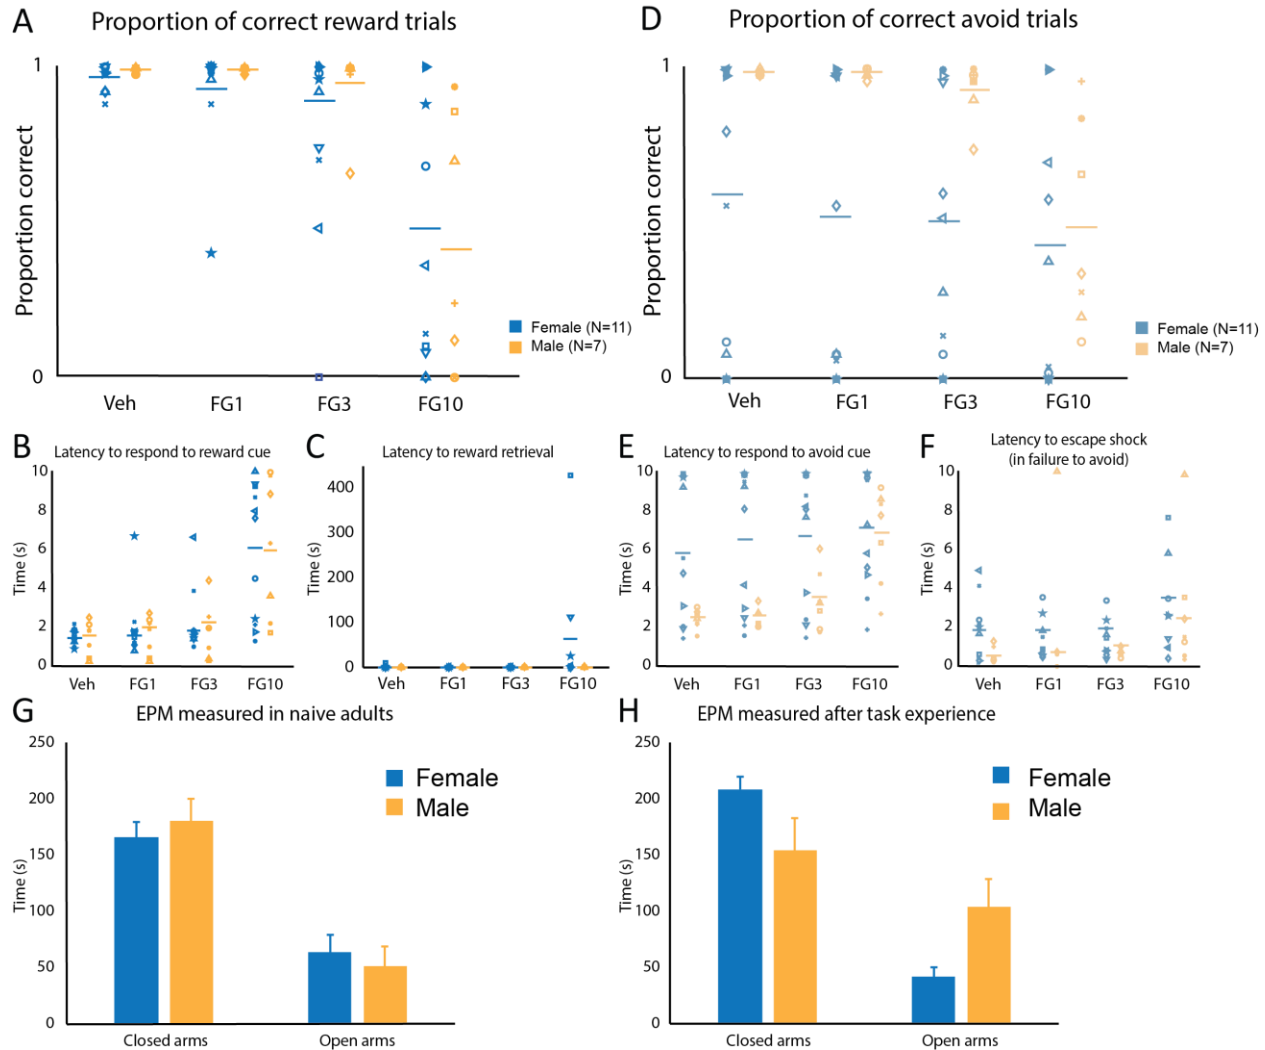 A
Proportion of correct reward trials
1
Proportion correct
0
Veh
FG1
FG3
FG10
Female (N=11)
Male (N=7)
D
Proportion of correct avoid trials
1
Proportion correct
0
Veh
FG1
FG3
FG10
Female (N=11)
Male (N=7)
B
Latency to respond to reward cue
10
8
6
4
2
0
Time (s)
Veh
FG1
FG3
FG10
C
Latency to reward retrieval
400
300
200
100
0
Time (s)
Veh
FG1
FG3
FG10
E
Latency to respond to avoid cue
10
8
6
4
2
0
Time (s)
Veh
FG1
FG3
FG10
F
Latency to escape shock
(in failure to avoid)
10
8
6
4
2
0
Time (s)
Veh
FG1
FG3
FG10
G
EPM measured in naive adults
250
200
150
100
50
0
Time (s)
Female
Male
Closed arms
Open arms
H
EPM measured after task experience
250
200
150
100
50
0
Time (s)
Female
Male
Closed arms
Open arms